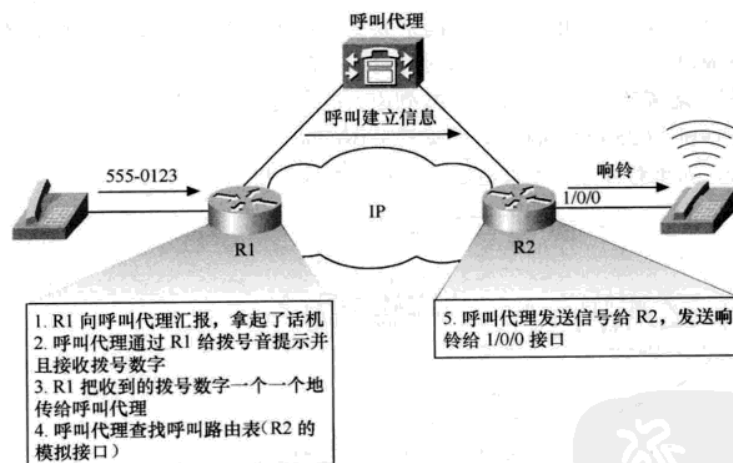 呼叫代理
呼叫建立信息
555-0123
响铃
1/0/0
IP
R1
R2
1. R1 向呼叫代理汇报，拿起了话机
2. 呼叫代理通过 R1 给拨号音提示并
且接收拨号数字
3. R1 把收到的拨号数字一个一个地
传给呼叫代理
4. 呼叫代理查找呼叫路由表（R2 的
模拟接口）
5. 呼叫代理发送信号给 R2，发送响
铃给 1/0/0 接口